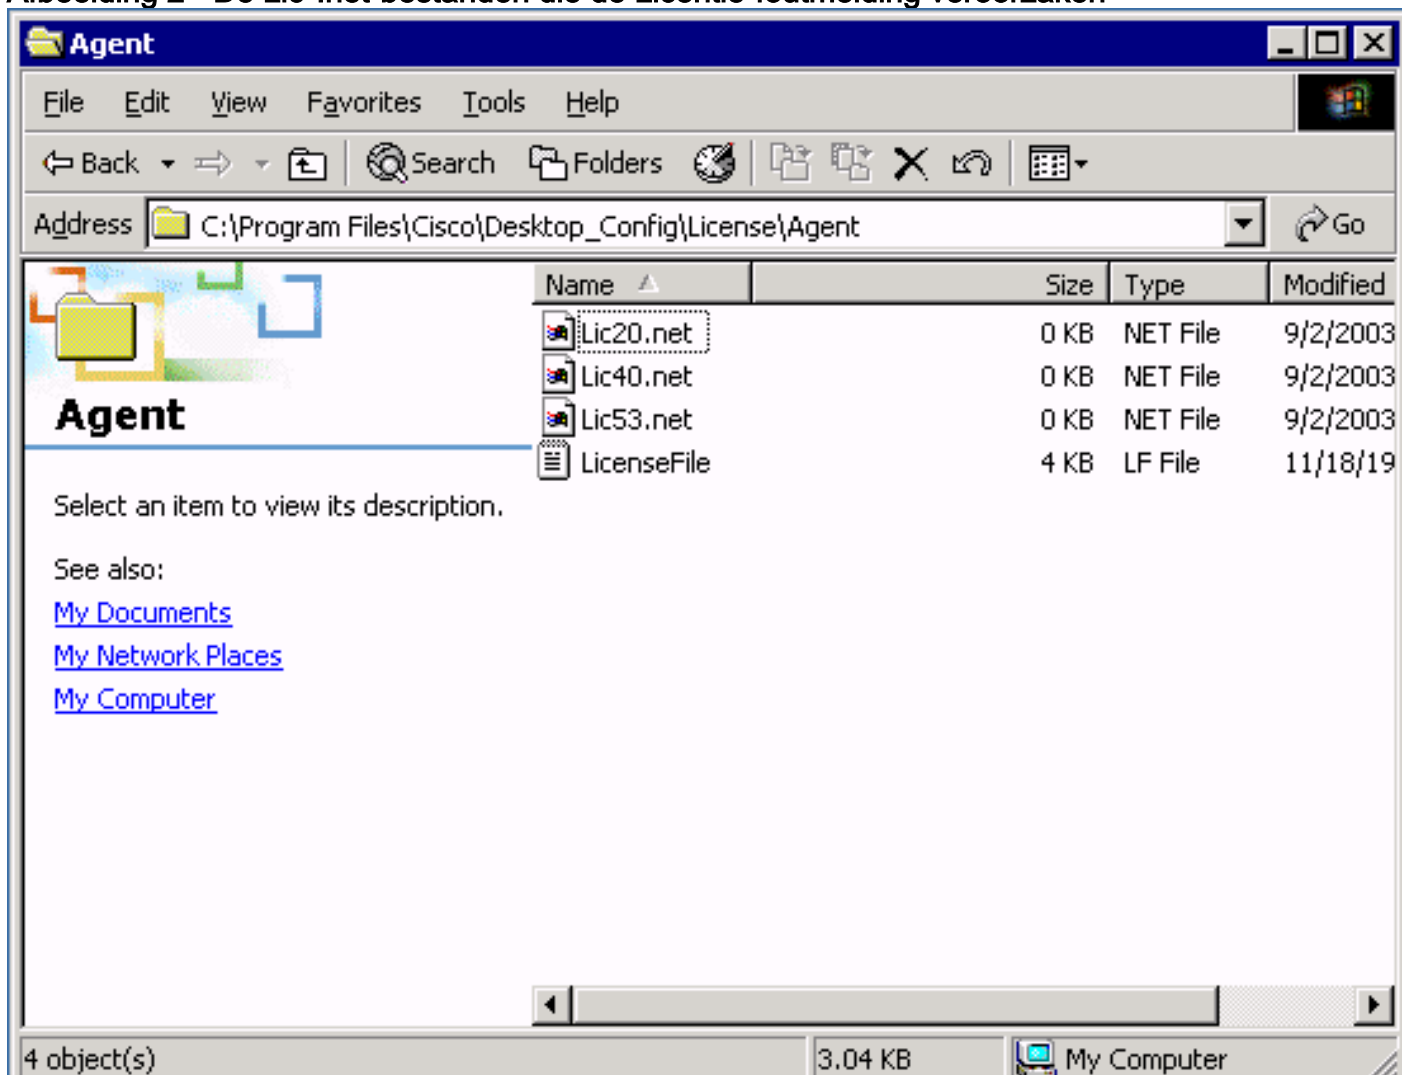 Agent
File Edit View Favorites Tools Help
Back Search Folders
Address C:\Program Files\Cisco\Desktop_Config\License\Agent Go
Name Size Type Modified
Lic20.net 0 KB NET File 9/2/2003
Lic40.net 0 KB NET File 9/2/2003
Lic53.net 0 KB NET File 9/2/2003
LicenseFile 4 KB LF File 11/18/19
Agent
Select an item to view its description.
See also:
My Documents
My Network Places
My Computer
4 object(s) 3.04 KB My Computer